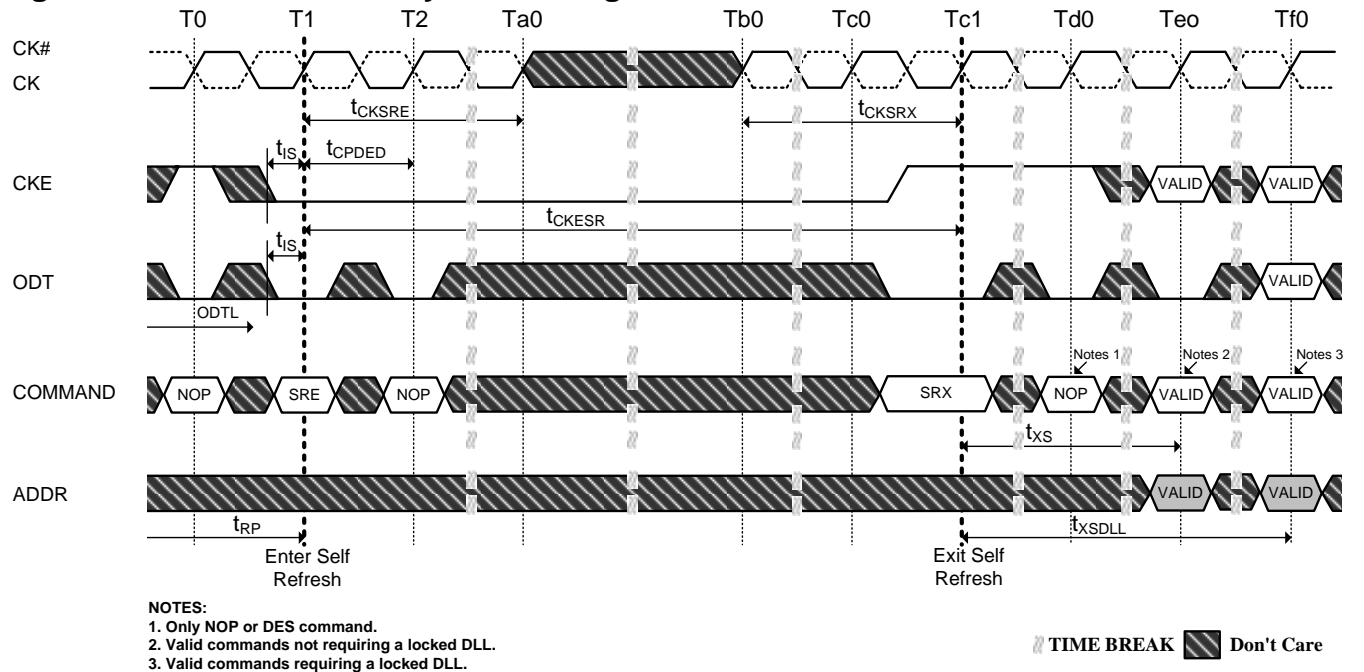 T0 T1 T2 Ta0 Tb0 Tc0 Tc1 Td0 Teo Tf0
CK#
CK
tCKSRE tCKSRX
tIS tCPDED
CKE VALID VALID
tCKESR
tIS
ODT VALID
ODTL
Notes 1 Notes 2 Notes 3
COMMAND NOP SRE NOP SRX NOP VALID VALID
tXS
ADDR VALID VALID
tRP tXSDLL
Enter Self Refresh
Exit Self Refresh
NOTES:
1. Only NOP or DES command.
2. Valid commands not requiring a locked DLL.
3. Valid commands requiring a locked DLL.
TIME BREAK Don't Care